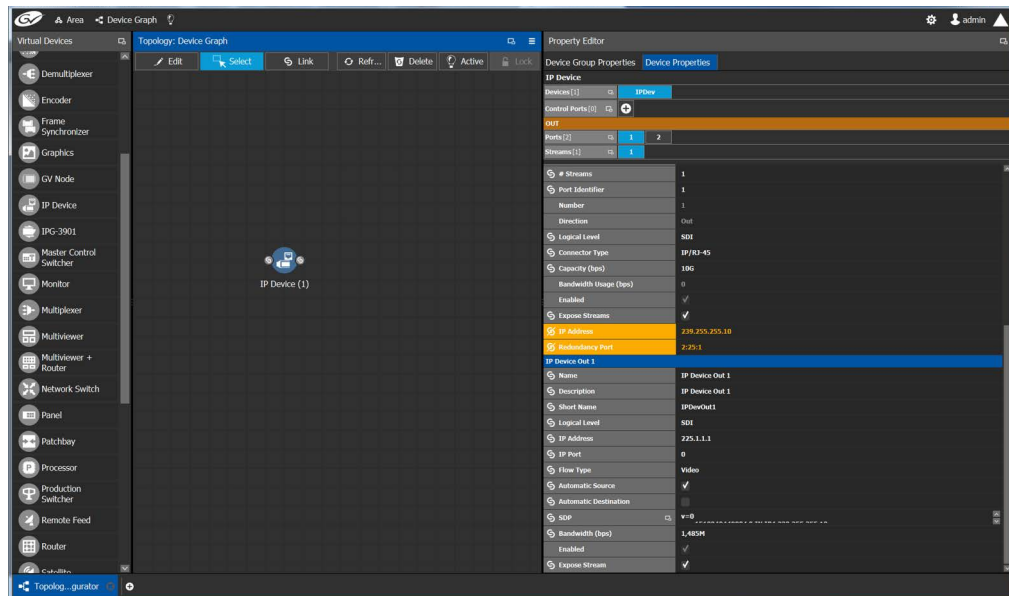 GV Area Device Graph admin
Virtual Devices
Demultiplexer
Encoder
Frame
Synchronizer
Graphics
GV Node
IP Device
IPG-3901
Master Control
Switcher
Monitor
Multiplexer
Multiviewer
Multiviewer +
Router
Network Switch
Panel
Patchbay
Processor
Production
Switcher
Remote Feed
Router
Satellite
Topology: Device Graph
Edit Select Link Refr... Delete Active Lock
IP Device (1)
Property Editor
Device Group Properties Device Properties
IP Device
Devices [1] IPDev
Control Ports [0]
OUT
Ports [2] 1 2
Streams [1] 1
# Streams 1
Port Identifier 1
Number 1
Direction Out
Logical Level SDI
Connector Type IP/RJ-45
Capacity (bps) 10G
Bandwidth Usage (bps) 0
Enabled
Expose Streams
IP Address 239.255.255.10
Redundancy Port 2:25:1
IP Device Out 1
Name IP Device Out 1
Description IP Device Out 1
Short Name IPDevOut1
Logical Level SDI
IP Address 225.1.1.1
IP Port 0
Flow Type Video
Automatic Source
Automatic Destination
SDP v=0
Bandwidth (bps) 1,485M
Enabled
Expose Stream
Topolog...gurator